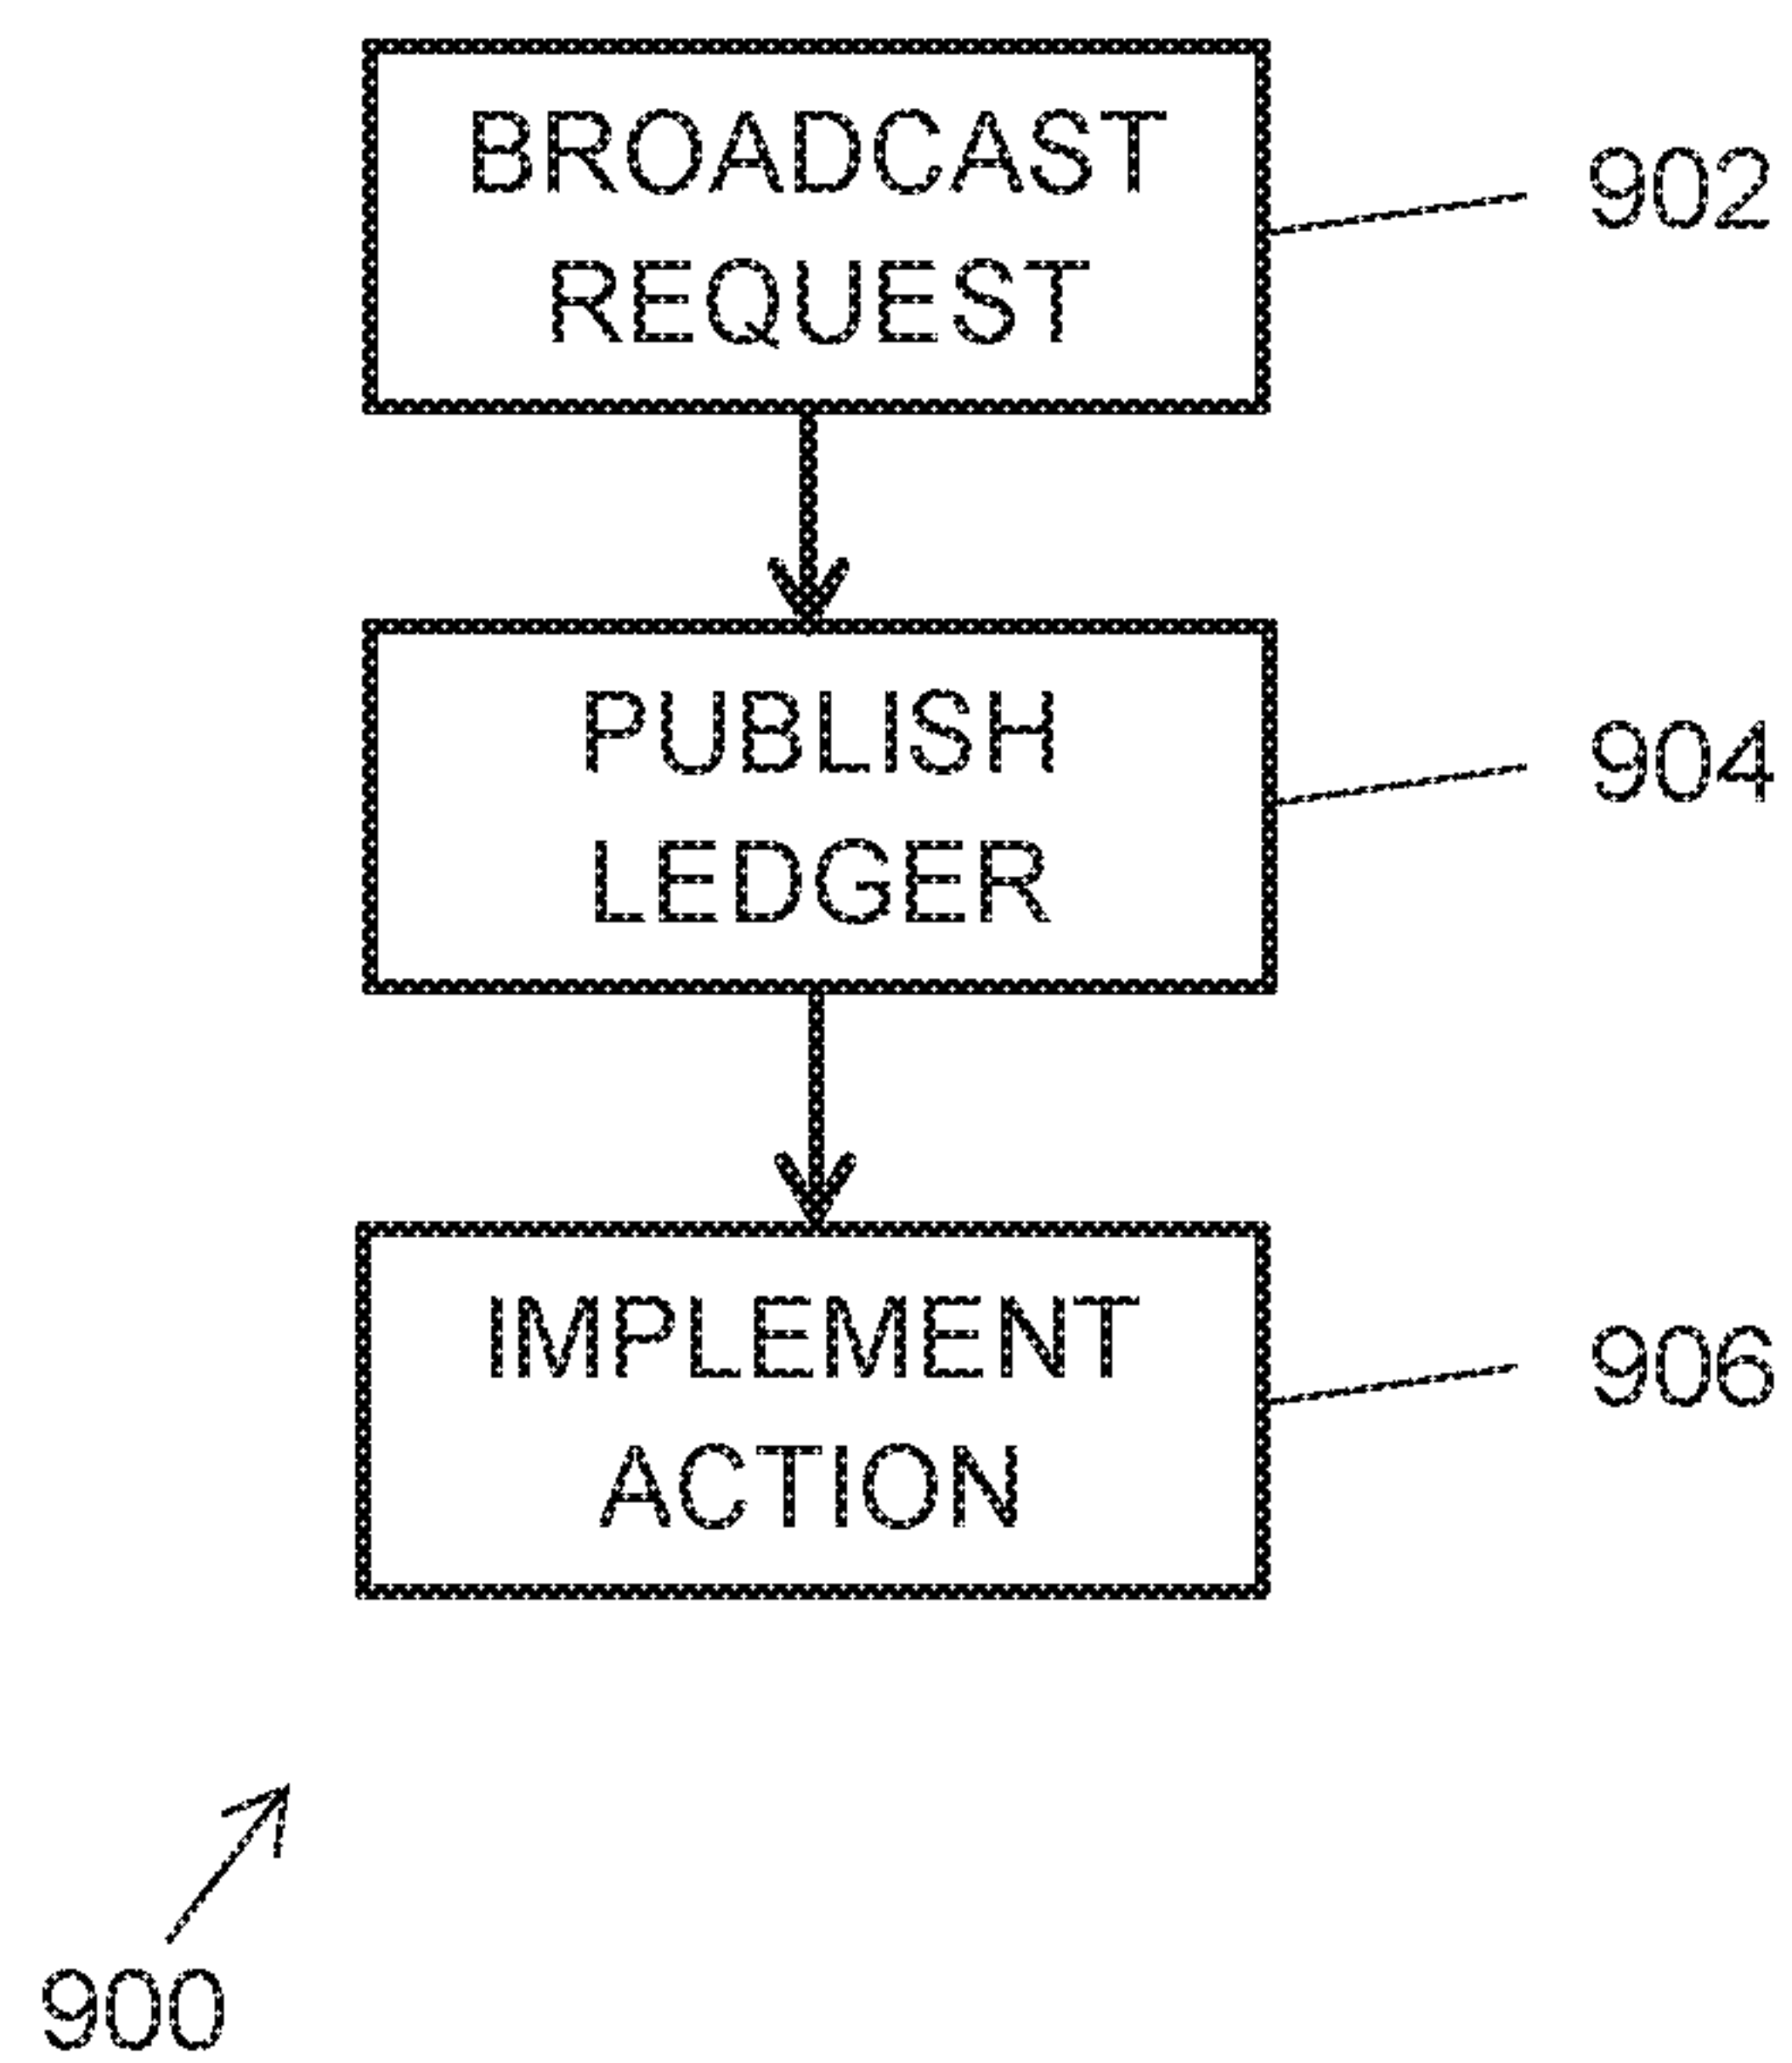 BROADCAST
REQUEST
902
PUBLISH
LEDGER
904
IMPLEMENT
ACTION
906
900